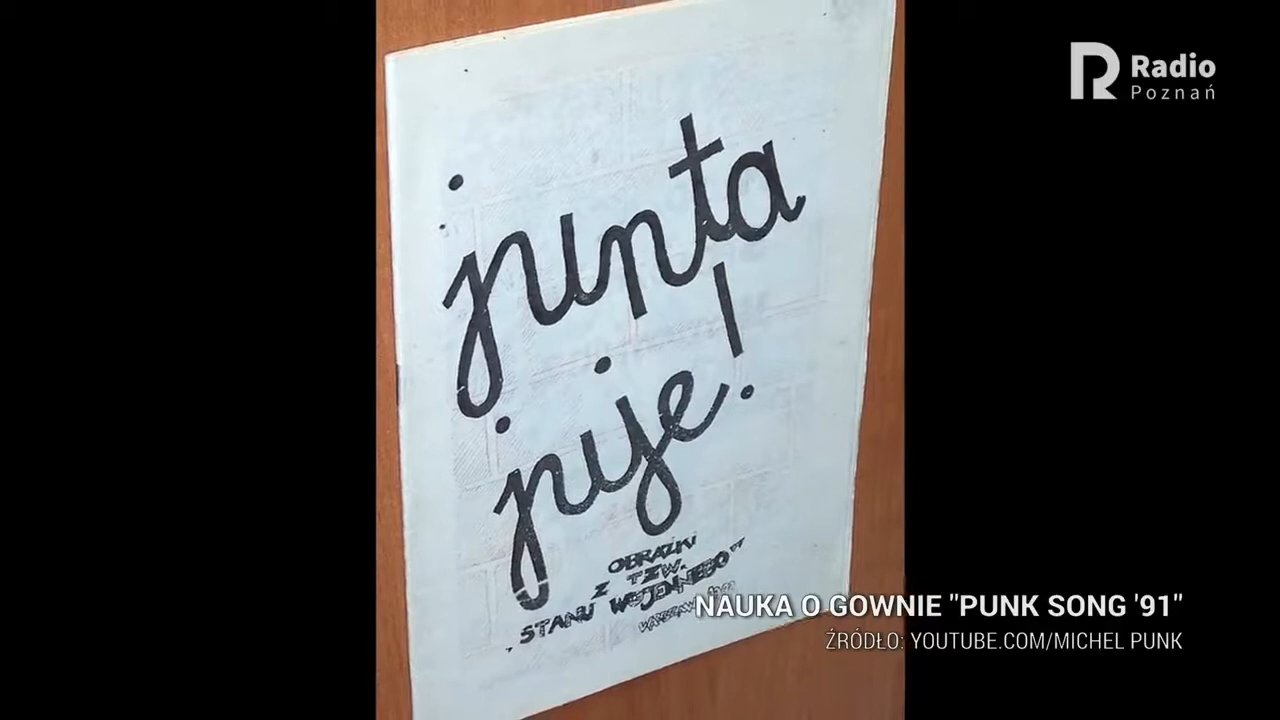 Radio
Poznań
junta
pije!
OBRAZKI
Z TZW.
"STANU WOJENNEGO"
NAUKA O GOWNIE "PUNK SONG '91"
ŹRÓDŁO: YOUTUBE.COM/MICHEL PUNK